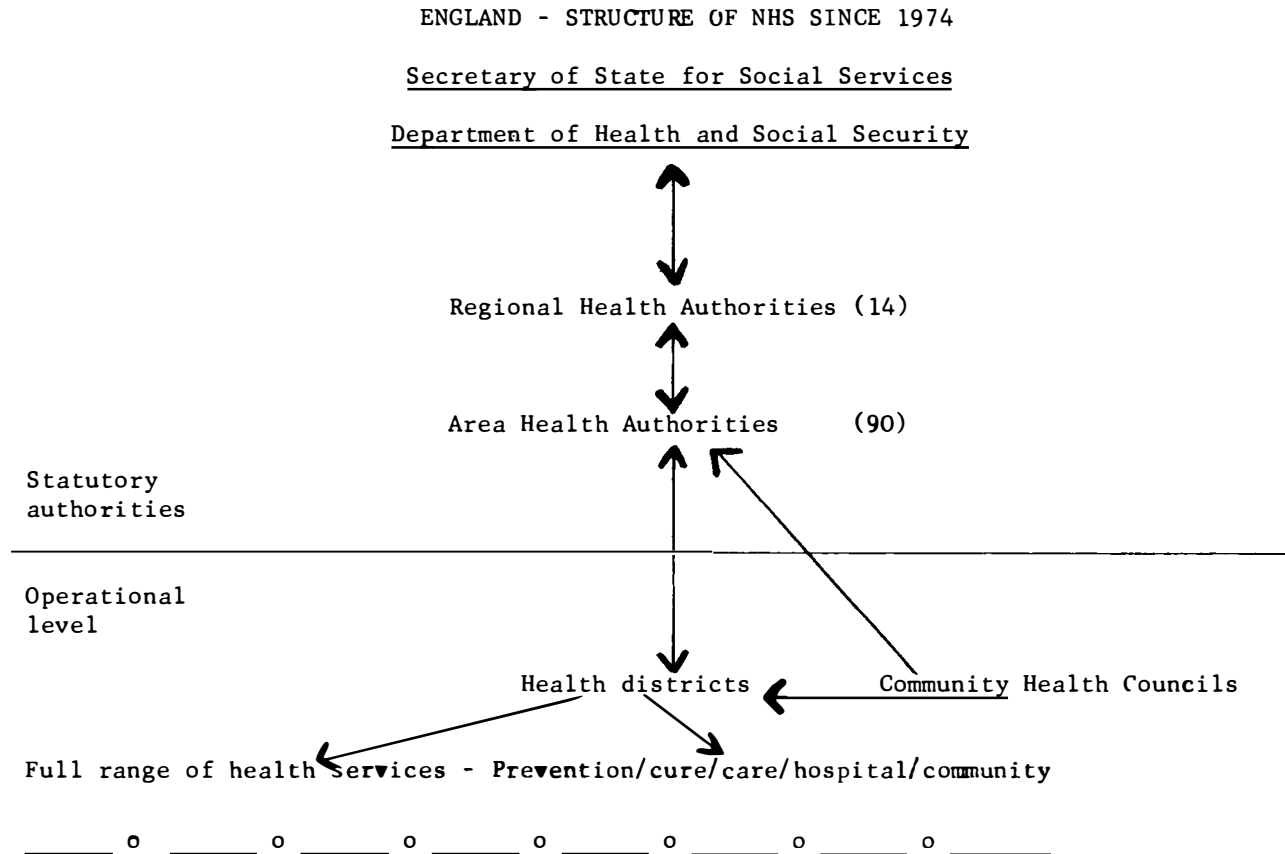 ENGLAND - STRUCTURE OF NHS SINCE 1974
Secretary of State for Social Services
Department of Health and Social Security
Regional Health Authorities (14)
Area Health Authorities (90)
Statutory
authorities
Operational
level
Health districts Community Health Councils
Full range of health services - Prevention/cure/care/hospital/community
o o o o o o o